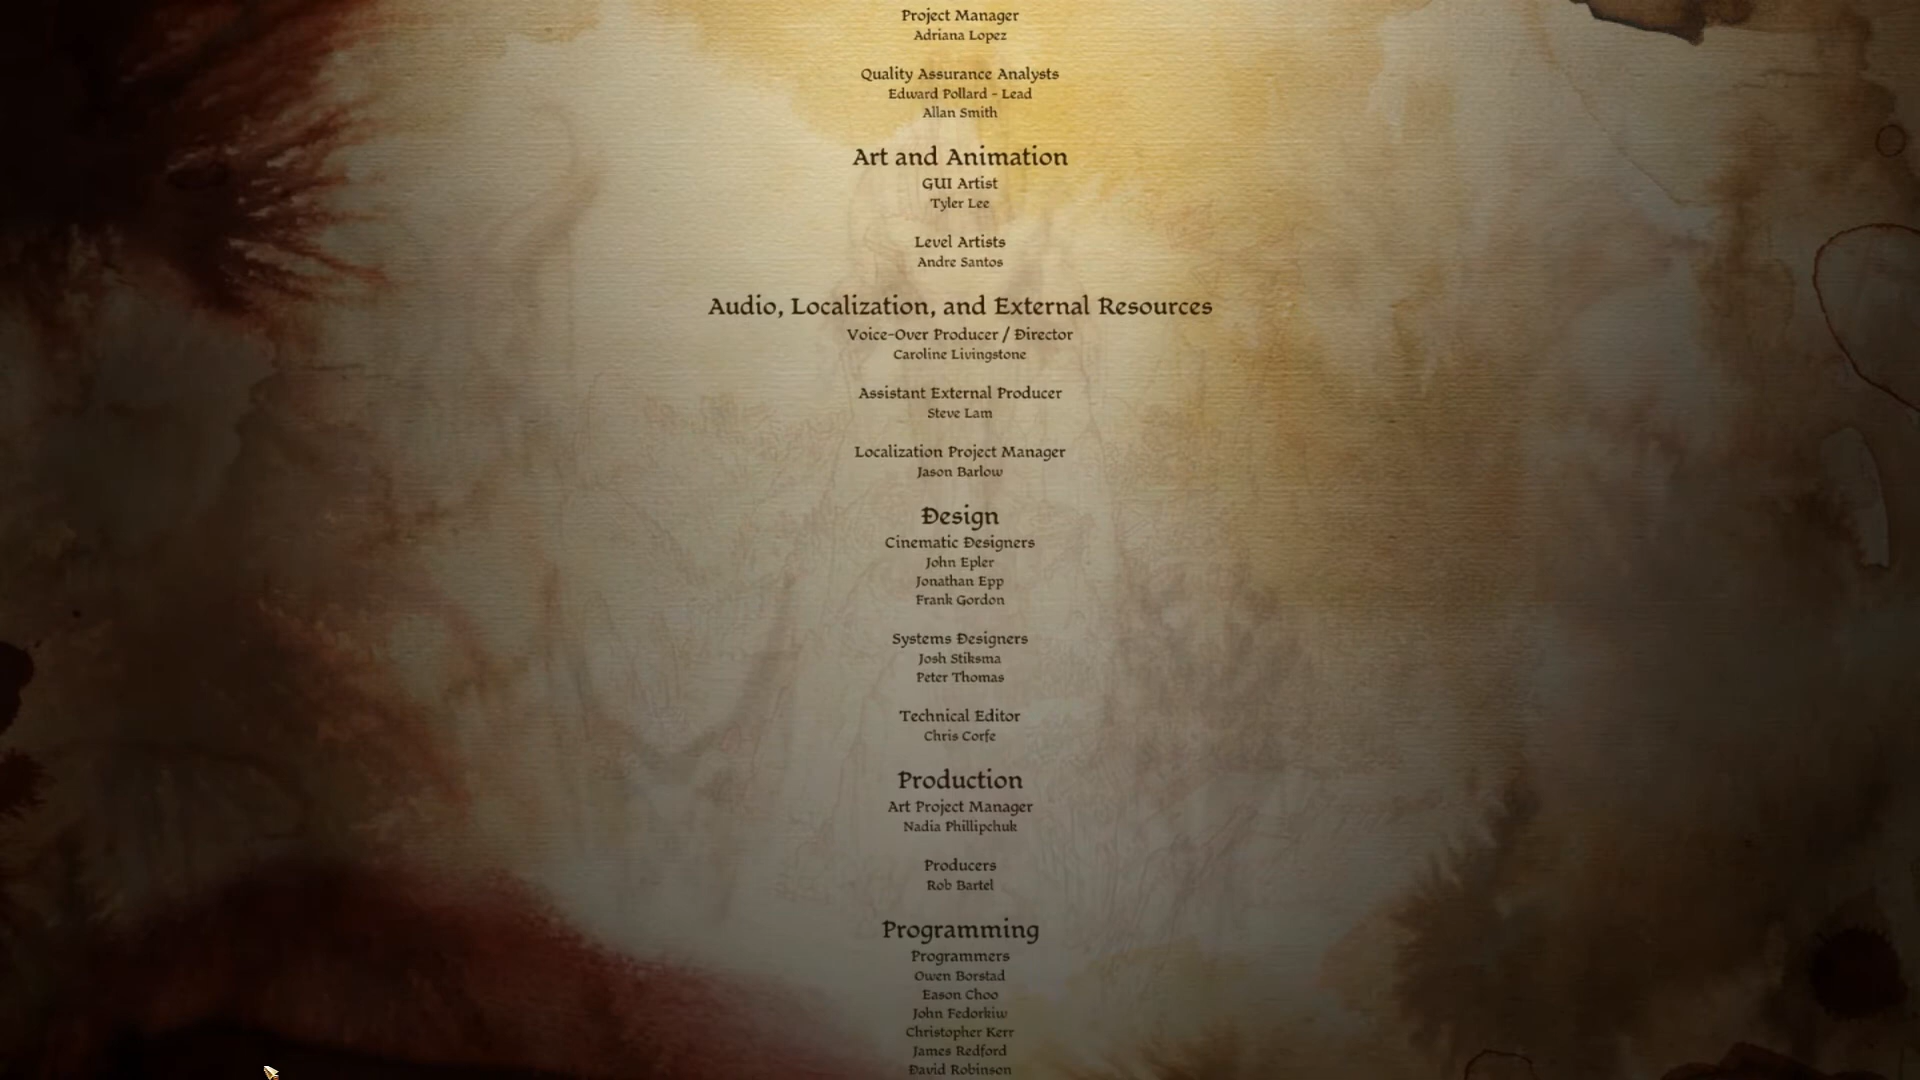 Project Manager
Adriana Lopez
Quality Assurance Analysts
Edward Pollard - Lead
Allan Smith
Art and Animation
GUI Artist
Tyler Lee
Level Artists
Andre Santos
Audio, Localization, and External Resources
Voice-Over Producer / Director
Caroline Livingstone
Assistant External Producer
Steve Lam
Localization Project Manager
Jason Barlow
Design
Cinematic Designers
John Epler
Jonathan Epp
Frank Gordon
Systems Designers
Josh Stiksma
Peter Thomas
Technical Editor
Chris Corfe
Production
Art Project Manager
Nadia Phillipchuk
Producers
Rob Bartel
Programming
Programmers
Owen Borstad
Eason Choo
John Fedorkiw
Christopher Kerr
James Redford
David Robinson